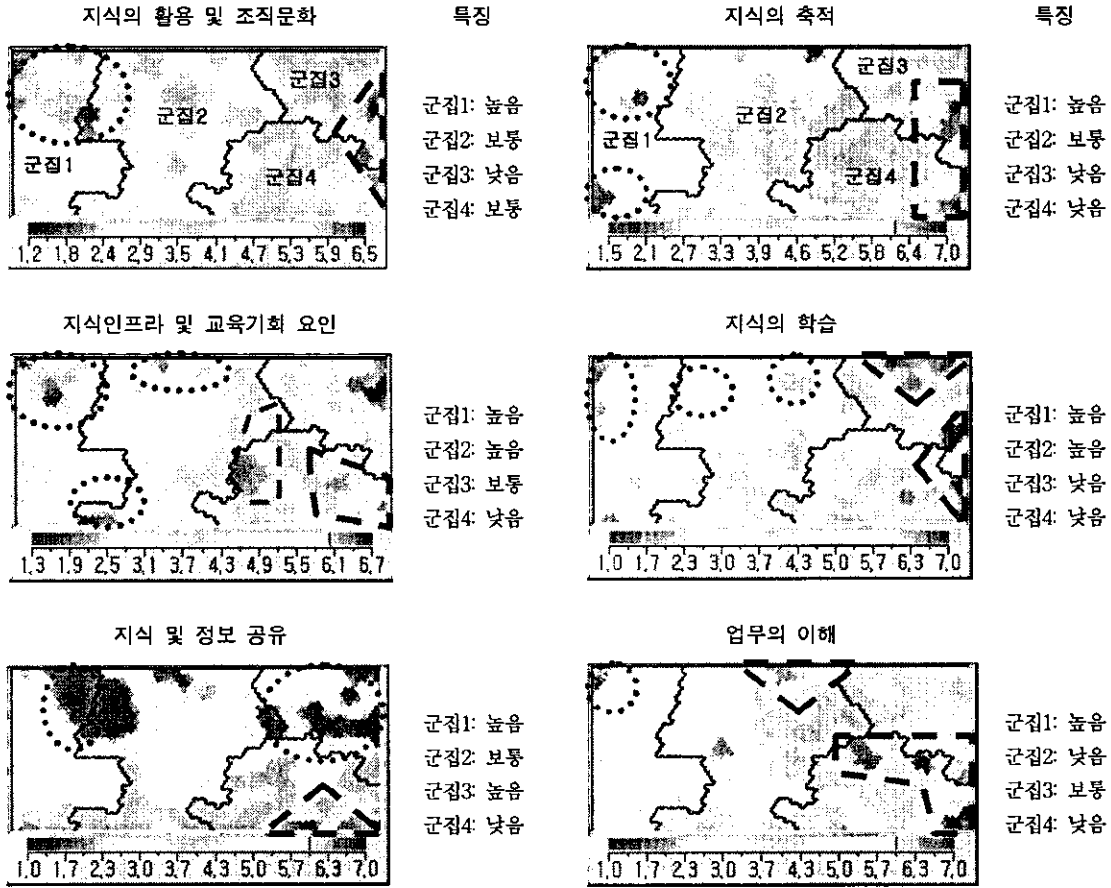 지식의 활용 및 조직문화
특징
군집1
군집2
군집3
군집4
1.2 1.8 2.4 2.9 3.5 4.1 4.7 5.3 5.9 6.5
군집1: 높음
군집2: 보통
군집3: 낮음
군집4: 보통
지식의 축적
특징
군집1
군집2
군집3
군집4
1.5 2.1 2.7 3.3 3.9 4.6 5.2 5.8 6.4 7.0
군집1: 높음
군집2: 보통
군집3: 낮음
군집4: 낮음
지식인프라 및 교육기회 요인
1.3 1.9 2.5 3.1 3.7 4.3 4.9 5.5 6.1 6.7
군집1: 높음
군집2: 높음
군집3: 보통
군집4: 낮음
지식의 학습
1.0 1.7 2.3 3.0 3.7 4.3 5.0 5.7 6.3 7.0
군집1: 높음
군집2: 높음
군집3: 낮음
군집4: 낮음
지식 및 정보 공유
1.0 1.7 2.3 3.0 3.7 4.3 5.0 5.7 6.3 7.0
군집1: 높음
군집2: 보통
군집3: 높음
군집4: 낮음
업무의 이해
1.0 1.7 2.3 3.0 3.7 4.3 5.0 5.7 6.3 7.0
군집1: 높음
군집2: 낮음
군집3: 보통
군집4: 낮음